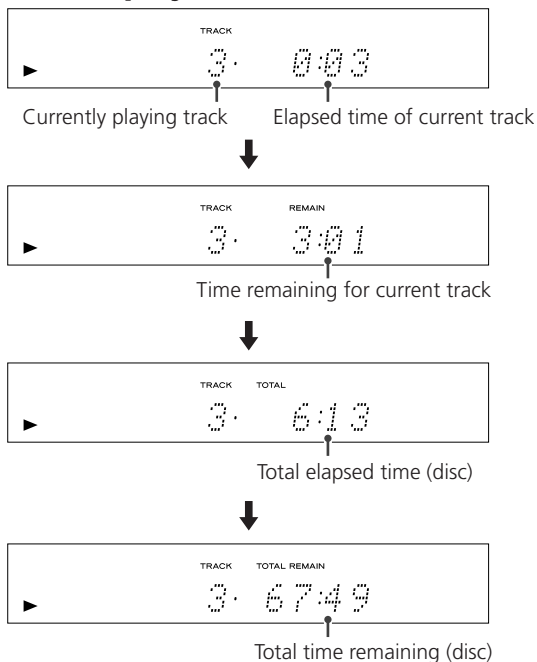 TRACK
3. 0:03
Currently playing track Elapsed time of current track
TRACK REMAIN
3. 3:01
Time remaining for current track
TRACK TOTAL
3. 6:13
Total elapsed time (disc)
TRACK TOTAL REMAIN
3. 67:49
Total time remaining (disc)